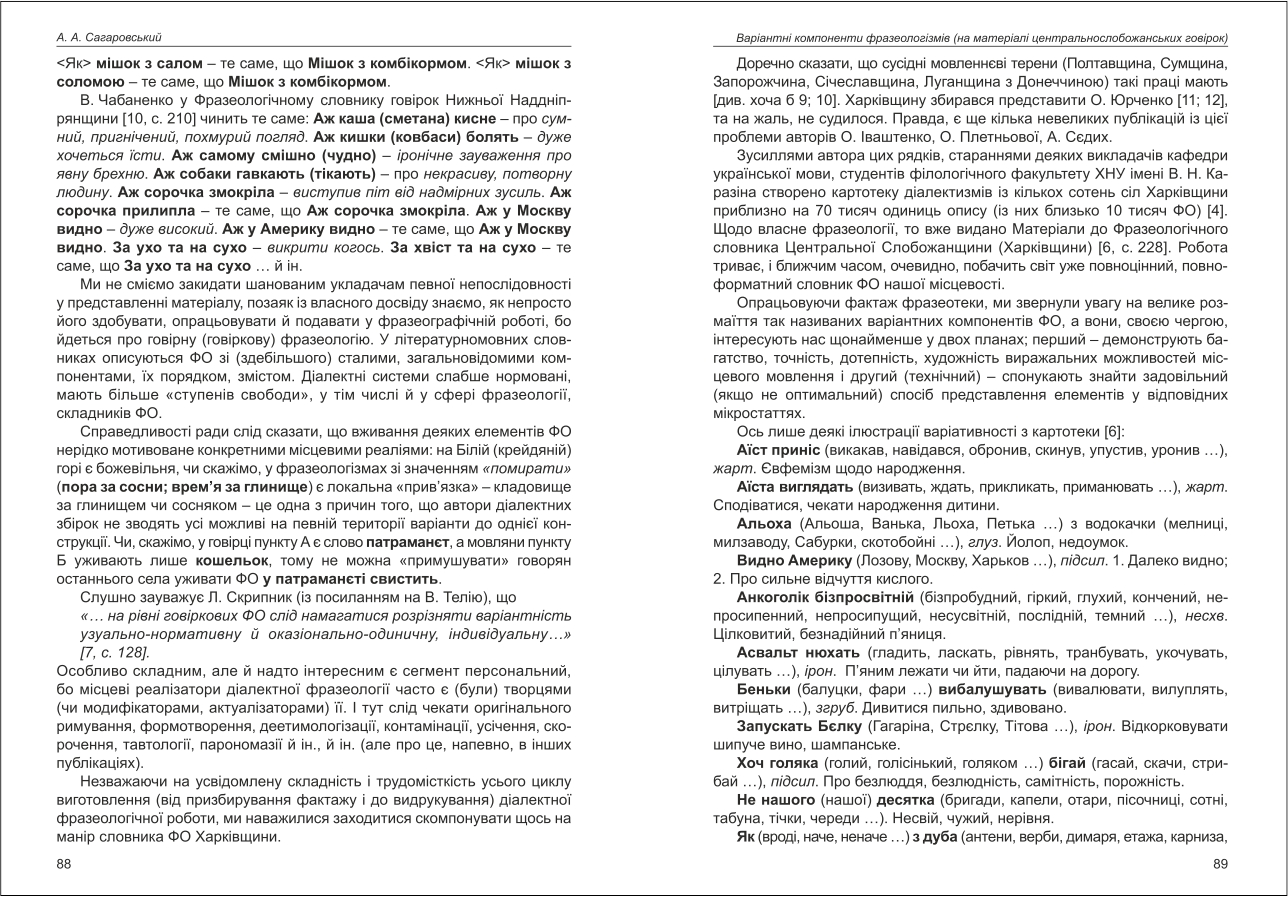 А. А. Сагаровський
<Як> мішок з салом – те саме, що Мішок з комбікормом. <Як> мішок з
соломою – те саме, що Мішок з комбікормом.
В. Чабаненко у Фразеологічному словнику говірок Нижньої Наддніп-
рянщини [10, с. 210] чинить те саме: Аж каша (сметана) кисне – про сум-
ний, пригнічений, похмурий погляд. Аж кишки (ковбаси) болять – дуже
хочеться їсти. Аж самому смішно (чудно) – іронічне зауваження про
явну брехню. Аж собаки гавкають (тікають) – про некрасиву, потворну
людину. Аж сорочка змокріла – виступив піт від надмірних зусиль. Аж
сорочка прилипла – те саме, що Аж сорочка змокріла. Аж у Москву
видно – дуже високий. Аж у Америку видно – те саме, що Аж у Москву
видно. За ухо та на сухо – викрити когось. За хвіст та на сухо – те
саме, що За ухо та на сухо … й ін.
Ми не сміємо закидати шанованим укладачам певної непослідовності
у представленні матеріалу, позаяк із власного досвіду знаємо, як непросто
його здобувати, опрацьовувати й подавати у фразеографічній роботі, бо
йдеться про говірну (говіркову) фразеологію. У літературномовних слов-
никах описуються ФО зі (здебільшого) сталими, загальновідомими ком-
понентами, їх порядком, змістом. Діалектні системи слабше нормовані,
мають більше «ступенів свободи», у тім числі й у сфері фразеології,
складників ФО.
Справедливості ради слід сказати, що вживання деяких елементів ФО
нерідко мотивоване конкретними місцевими реаліями: на Білій (крейдяній)
горі є божевільня, чи скажімо, у фразеологізмах зі значенням «помирати»
(пора за сосни; врем’я за глинище) є локальна «прив’язка» – кладовище
за глинищем чи сосняком – це одна з причин того, що автори діалектних
збірок не зводять усі можливі на певній території варіанти до однієї кон-
струкції. Чи, скажімо, у говірці пункту А є слово патраманєт, а мовляни пункту
Б уживають лише кошельок, тому не можна «примушувати» говорян
останнього села уживати ФО у патраманєті свистить.
Слушно зауважує Л. Скрипник (із посиланням на В. Телію), що
«… на рівні говіркових ФО слід намагатися розрізняти варіантність
узуально-нормативну й оказіонально-одиничну, індивідуальну…»
[7, с. 128].
Особливо складним, але й надто інтересним є сегмент персональний,
бо місцеві реалізатори діалектної фразеології часто є (були) творцями
(чи модифікаторами, актуалізаторами) її. І тут слід чекати оригінального
римування, формотворення, деетимологізації, контамінації, усічення, ско-
рочення, тавтології, парономазії й ін., й ін. (але про це, напевно, в інших
публікаціях).
Незважаючи на усвідомлену складність і трудомісткість усього циклу
виготовлення (від призбирування фактажу і до видрукування) діалектної
фразеологічної роботи, ми наважилися заходитися скомпонувати щось на
манір словника ФО Харківщини.
88
Варіантні компоненти фразеологізмів (на матеріалі центральнослобожанських говірок)
Доречно сказати, що сусідні мовленнєві терени (Полтавщина, Сумщина,
Запорожчина, Січеславщина, Луганщина з Донеччиною) такі праці мають
[див. хоча б 9; 10]. Харківщину збирався представити О. Юрченко [11; 12],
та на жаль, не судилося. Правда, є ще кілька невеликих публікацій із цієї
проблеми авторів О. Іваштенко, О. Плетньової, А. Сєдих.
Зусиллями автора цих рядків, стараннями деяких викладачів кафедри
української мови, студентів філологічного факультету ХНУ імені В. Н. Ка-
разіна створено картотеку діалектизмів із кількох сотень сіл Харківщини
приблизно на 70 тисяч одиниць опису (із них близько 10 тисяч ФО) [4].
Щодо власне фразеології, то вже видано Матеріали до Фразеологічного
словника Центральної Слобожанщини (Харківщини) [6, с. 228]. Робота
триває, і ближчим часом, очевидно, побачить світ уже повноцінний, повно-
форматний словник ФО нашої місцевості.
Опрацьовуючи фактаж фразеотеки, ми звернули увагу на велике роз-
маїття так називаних варіантних компонентів ФО, а вони, своєю чергою,
інтересують нас щонайменше у двох планах; перший – демонструють ба-
гатство, точність, дотепність, художність виражальних можливостей міс-
цевого мовлення і другий (технічний) – спонукають знайти задовільний
(якщо не оптимальний) спосіб представлення елементів у відповідних
мікростаттях.
Ось лише деякі ілюстрації варіативності з картотеки [6]:
Аїст приніс (викакав, навідався, обронив, скинув, упустив, уронив …),
жарт. Євфемізм щодо народження.
Аїста виглядать (визивать, ждать, прикликать, приманювать …), жарт.
Сподіватися, чекати народження дитини.
Альоха (Альоша, Ванька, Льоха, Петька …) з водокачки (мелниці,
милзаводу, Сабурки, скотобойні …), глуз. Йолоп, недоумок.
Видно Америку (Лозову, Москву, Харьков …), підсил. 1. Далеко видно;
2. Про сильне відчуття кислого.
Анкоголік бізпросвітній (бізпробудний, гіркий, глухий, кончений, не-
просипенний, непросипущий, несусвітній, послідній, темний …), несхв.
Цілковитий, безнадійний п’яниця.
Асвальт нюхать (гладить, ласкать, рівнять, транбувать, укочувать,
цілувать …), ірон. П’яним лежати чи йти, падаючи на дорогу.
Беньки (балуцки, фари …) вибалушувать (вивалювати, вилуплять,
витріщать …), згруб. Дивитися пильно, здивовано.
Запускать Бєлку (Гагаріна, Стрєлку, Тітова …), ірон. Відкорковувати
шипуче вино, шампанське.
Хоч голяка (голий, голісінький, голяком …) бігай (гасай, скачи, стри-
бай …), підсил. Про безлюддя, безлюдність, самітність, порожність.
Не нашого (нашої) десятка (бригади, капели, отари, пісочниці, сотні,
табуна, тічки, череди …). Несвій, чужий, нерівня.
Як (вроді, наче, неначе …) з дуба (антени, верби, димаря, етажа, карниза,
89